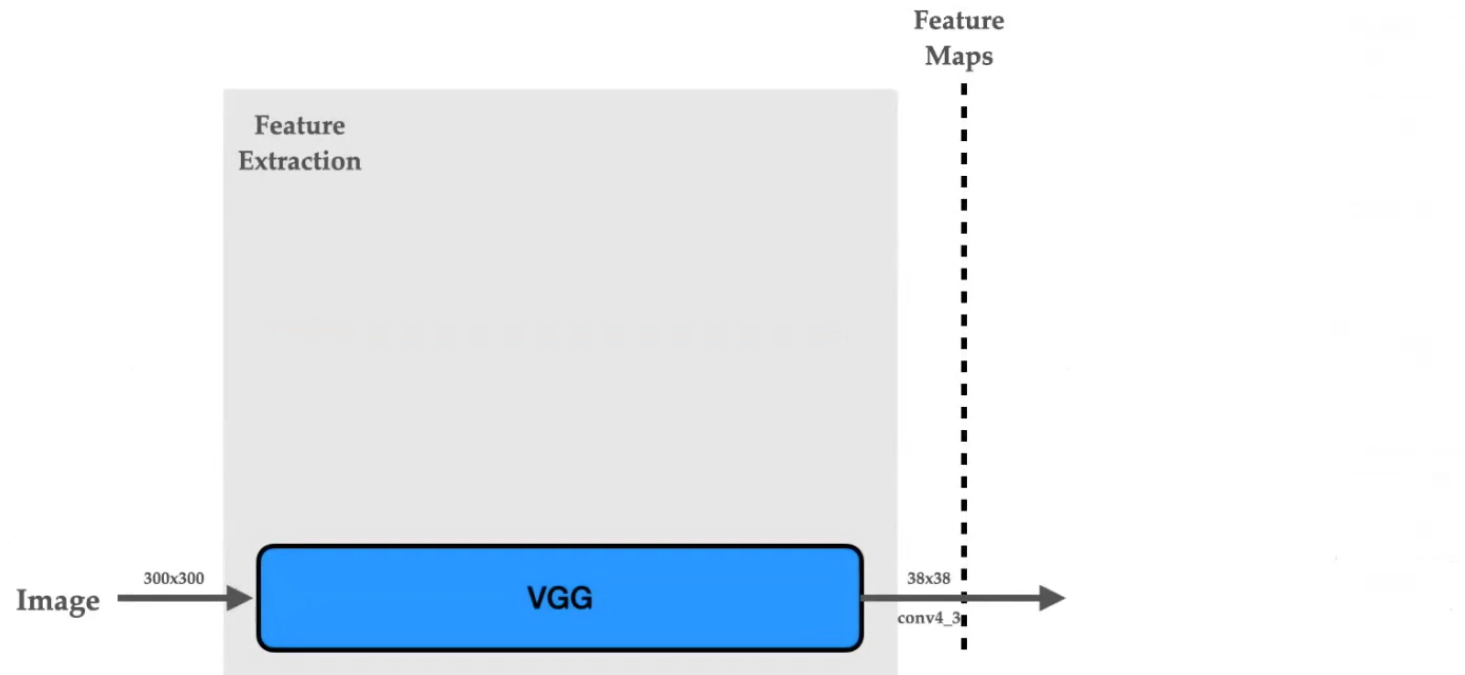 Feature
Maps
Feature
Extraction
Image
300x300
VGG
38x38
conv4_3